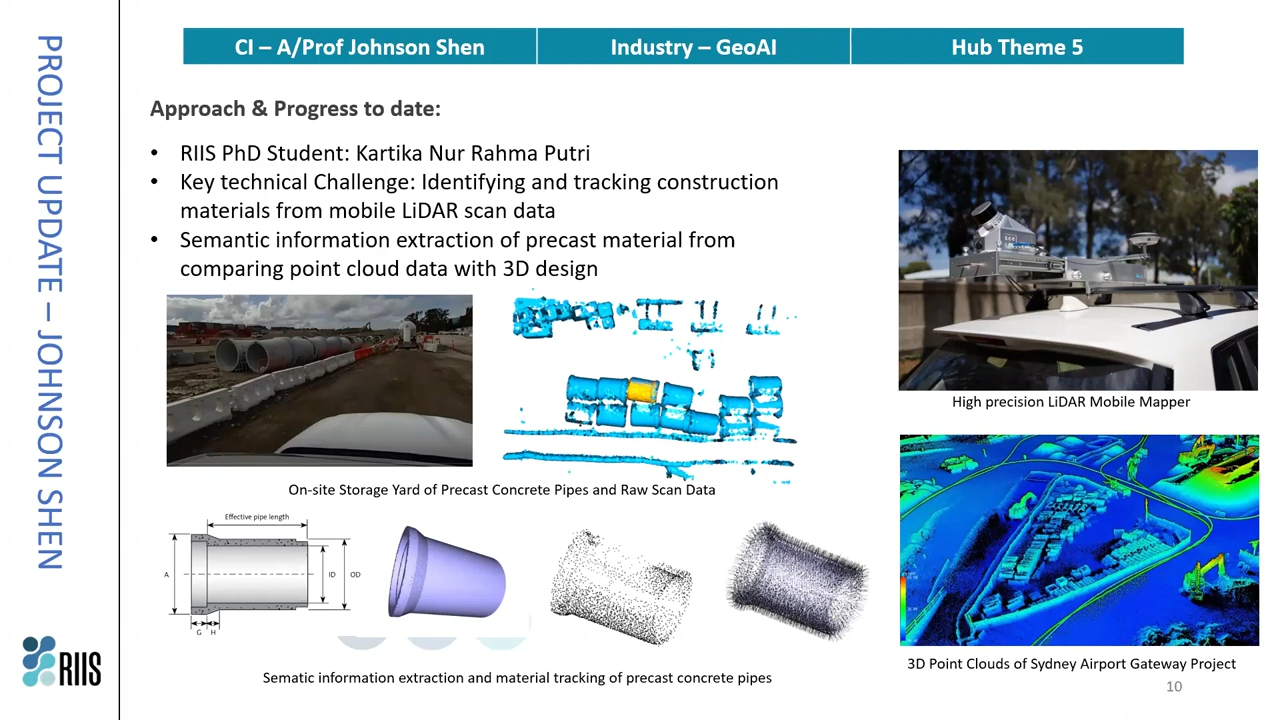 PROJECT UPDATE – JOHNSON SHEN
CI – A/Prof Johnson Shen
Industry – GeoAI
Hub Theme 5
Approach & Progress to date:
• RIIS PhD Student: Kartika Nur Rahma Putri
• Key technical Challenge: Identifying and tracking construction
materials from mobile LiDAR scan data
• Semantic information extraction of precast material from
comparing point cloud data with 3D design
High precision LiDAR Mobile Mapper
On-site Storage Yard of Precast Concrete Pipes and Raw Scan Data
Effective pipe length
A
ID
OD
G
H
3D Point Clouds of Sydney Airport Gateway Project
Sematic information extraction and material tracking of precast concrete pipes
RIIS
10